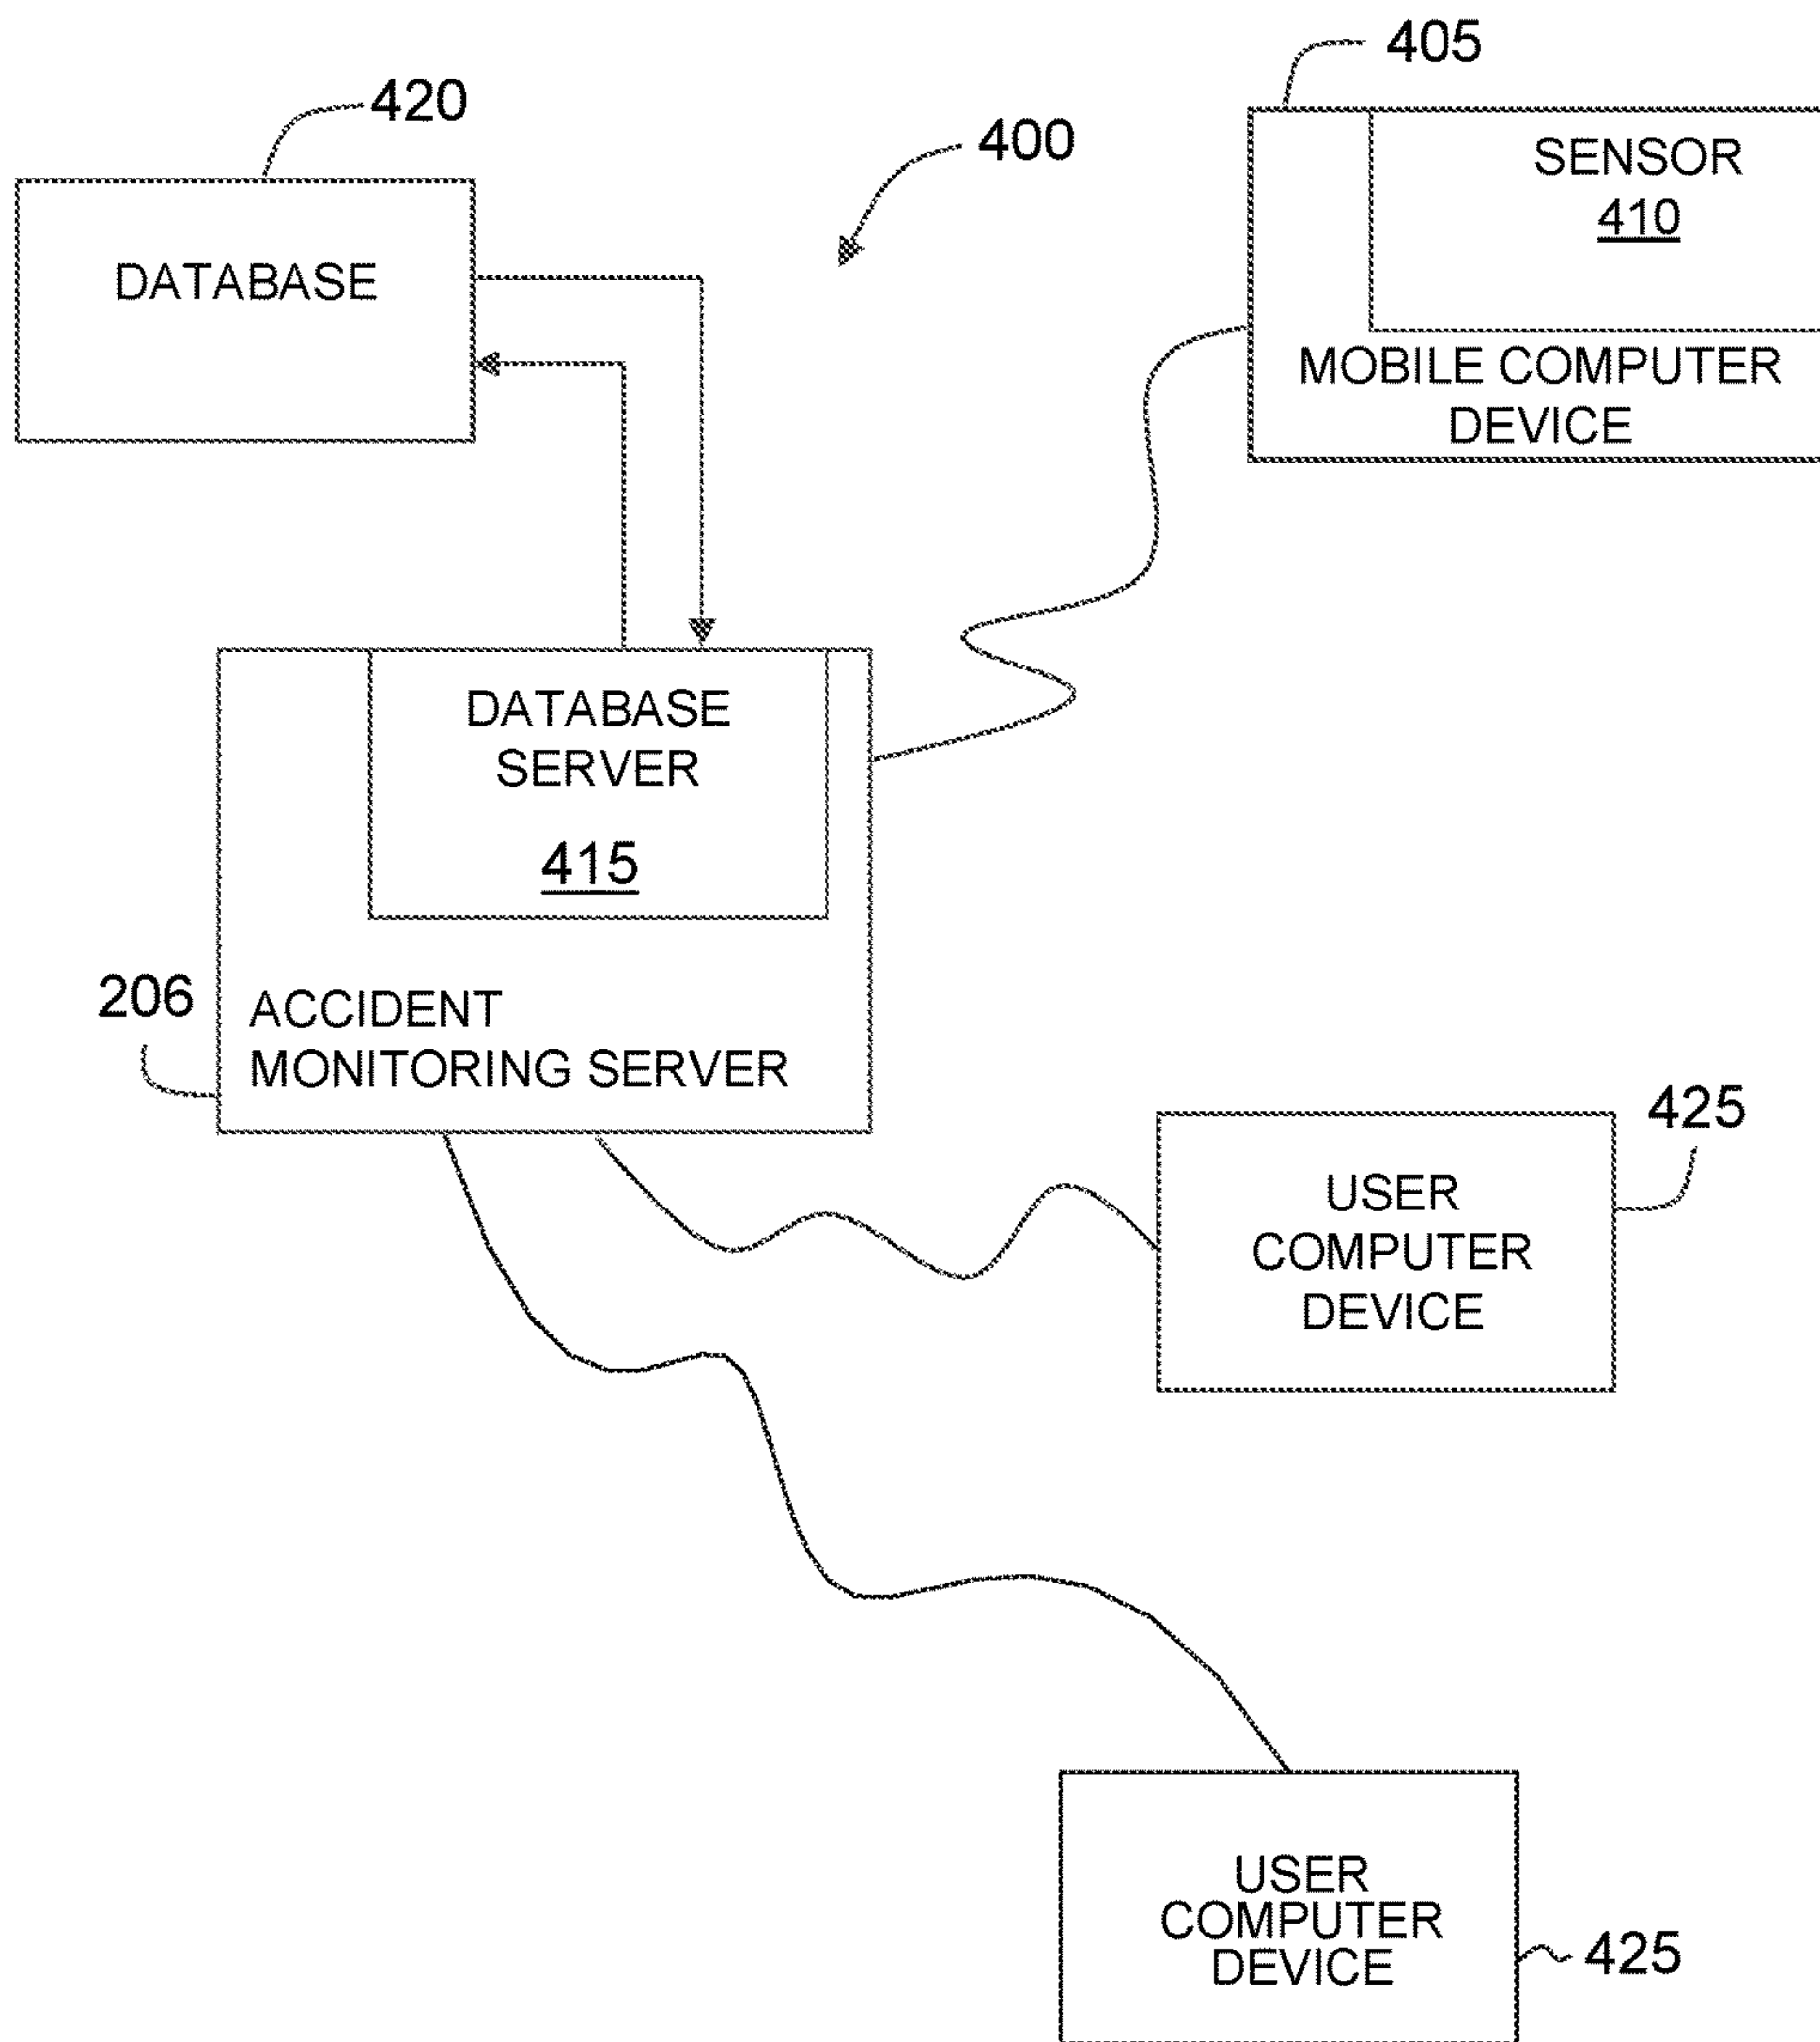 405
420
400
SENSOR
410
DATABASE
MOBILE COMPUTER
DEVICE
DATABASE
SERVER
415
206
ACCIDENT
MONITORING SERVER
425
USER
COMPUTER
DEVICE
USER
COMPUTER
DEVICE
425